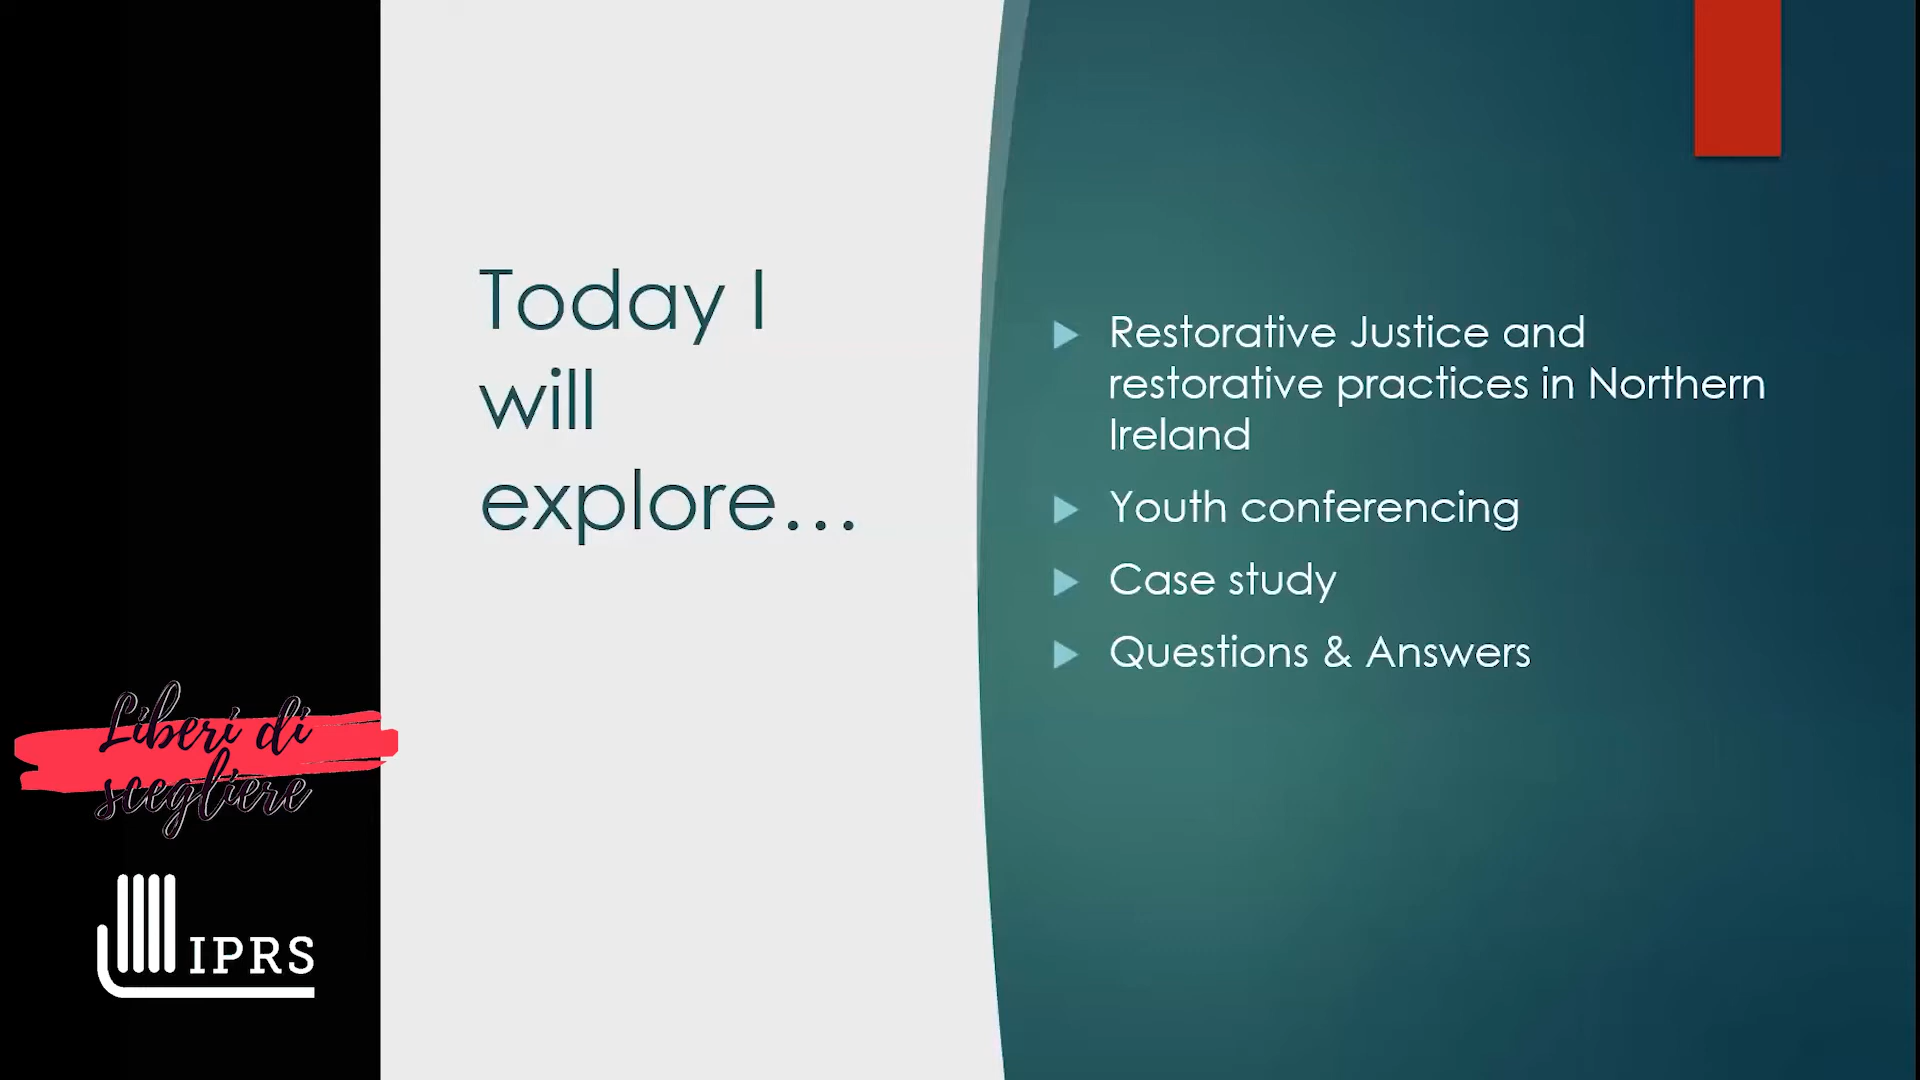 Today I
will
explore...
Restorative Justice and
restorative practices in Northern
Ireland
Youth conferencing
Case study
Questions & Answers
Liberi di
scegliere
IPRS